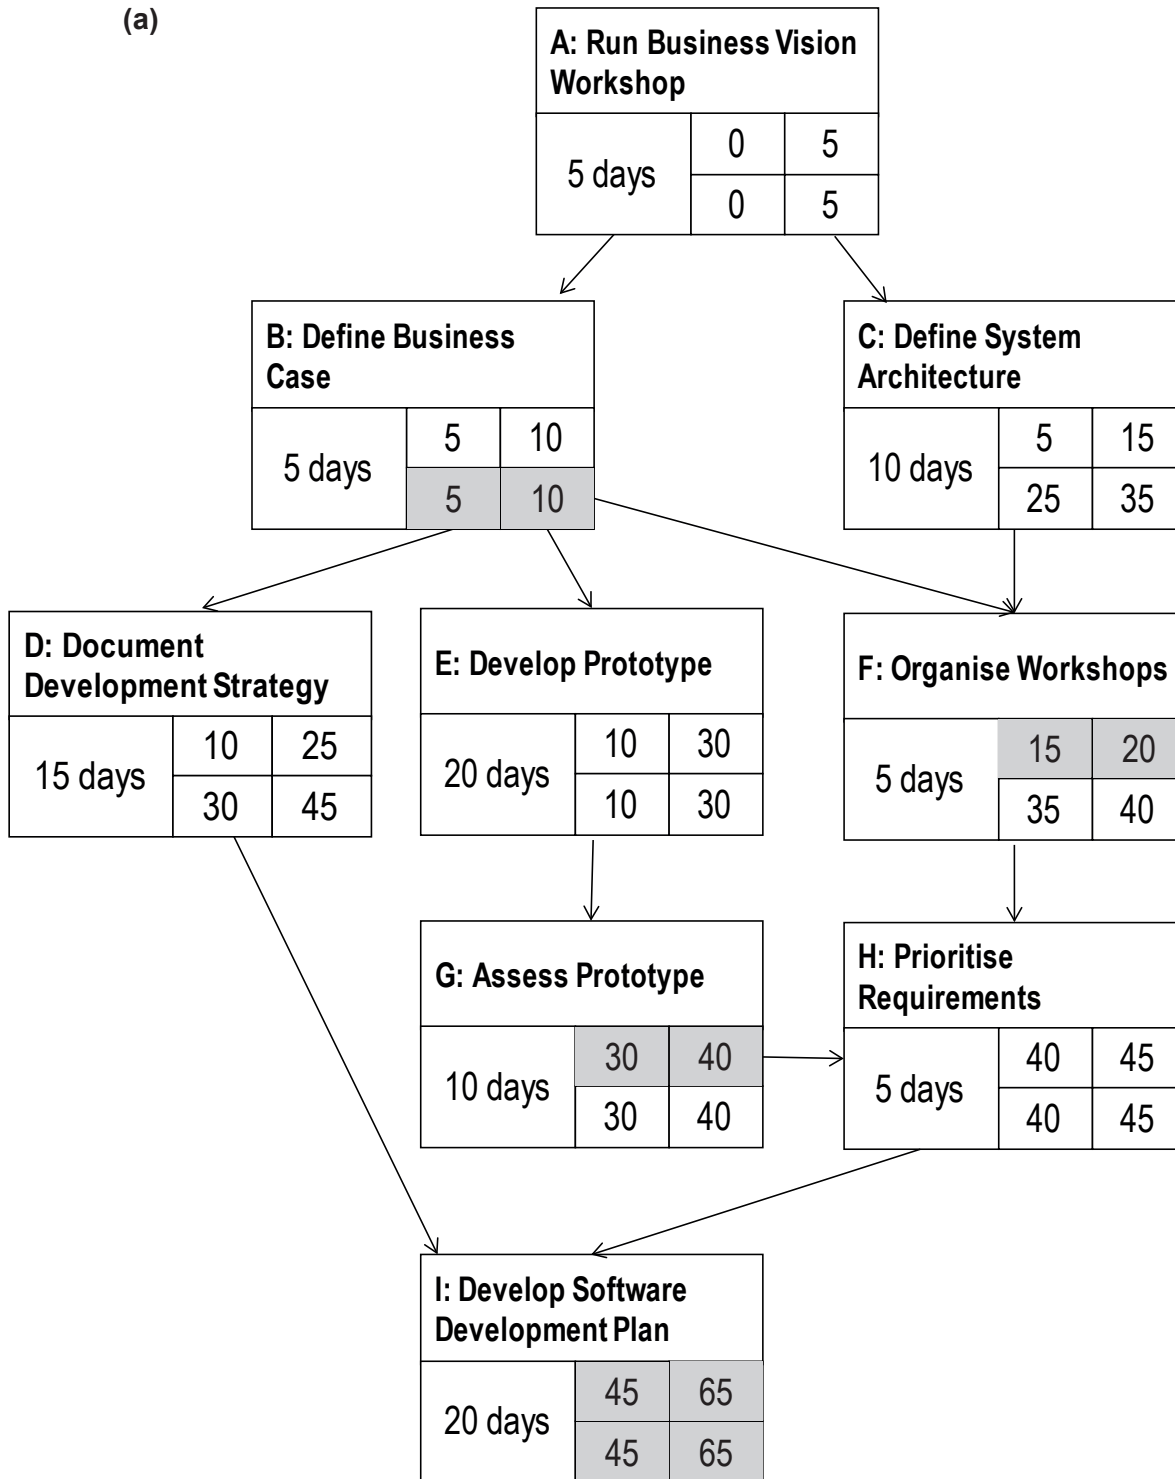 (a)
A: Run Business Vision
Workshop
5 days
0 5
0 5
B: Define Business
Case
5 days
5 10
5 10
C: Define System
Architecture
10 days
5 15
25 35
D: Document
Development Strategy
15 days
10 25
30 45
E: Develop Prototype
20 days
10 30
10 30
F: Organise Workshops
5 days
15 20
35 40
G: Assess Prototype
10 days
30 40
30 40
H: Prioritise
Requirements
5 days
40 45
40 45
I: Develop Software
Development Plan
20 days
45 65
45 65